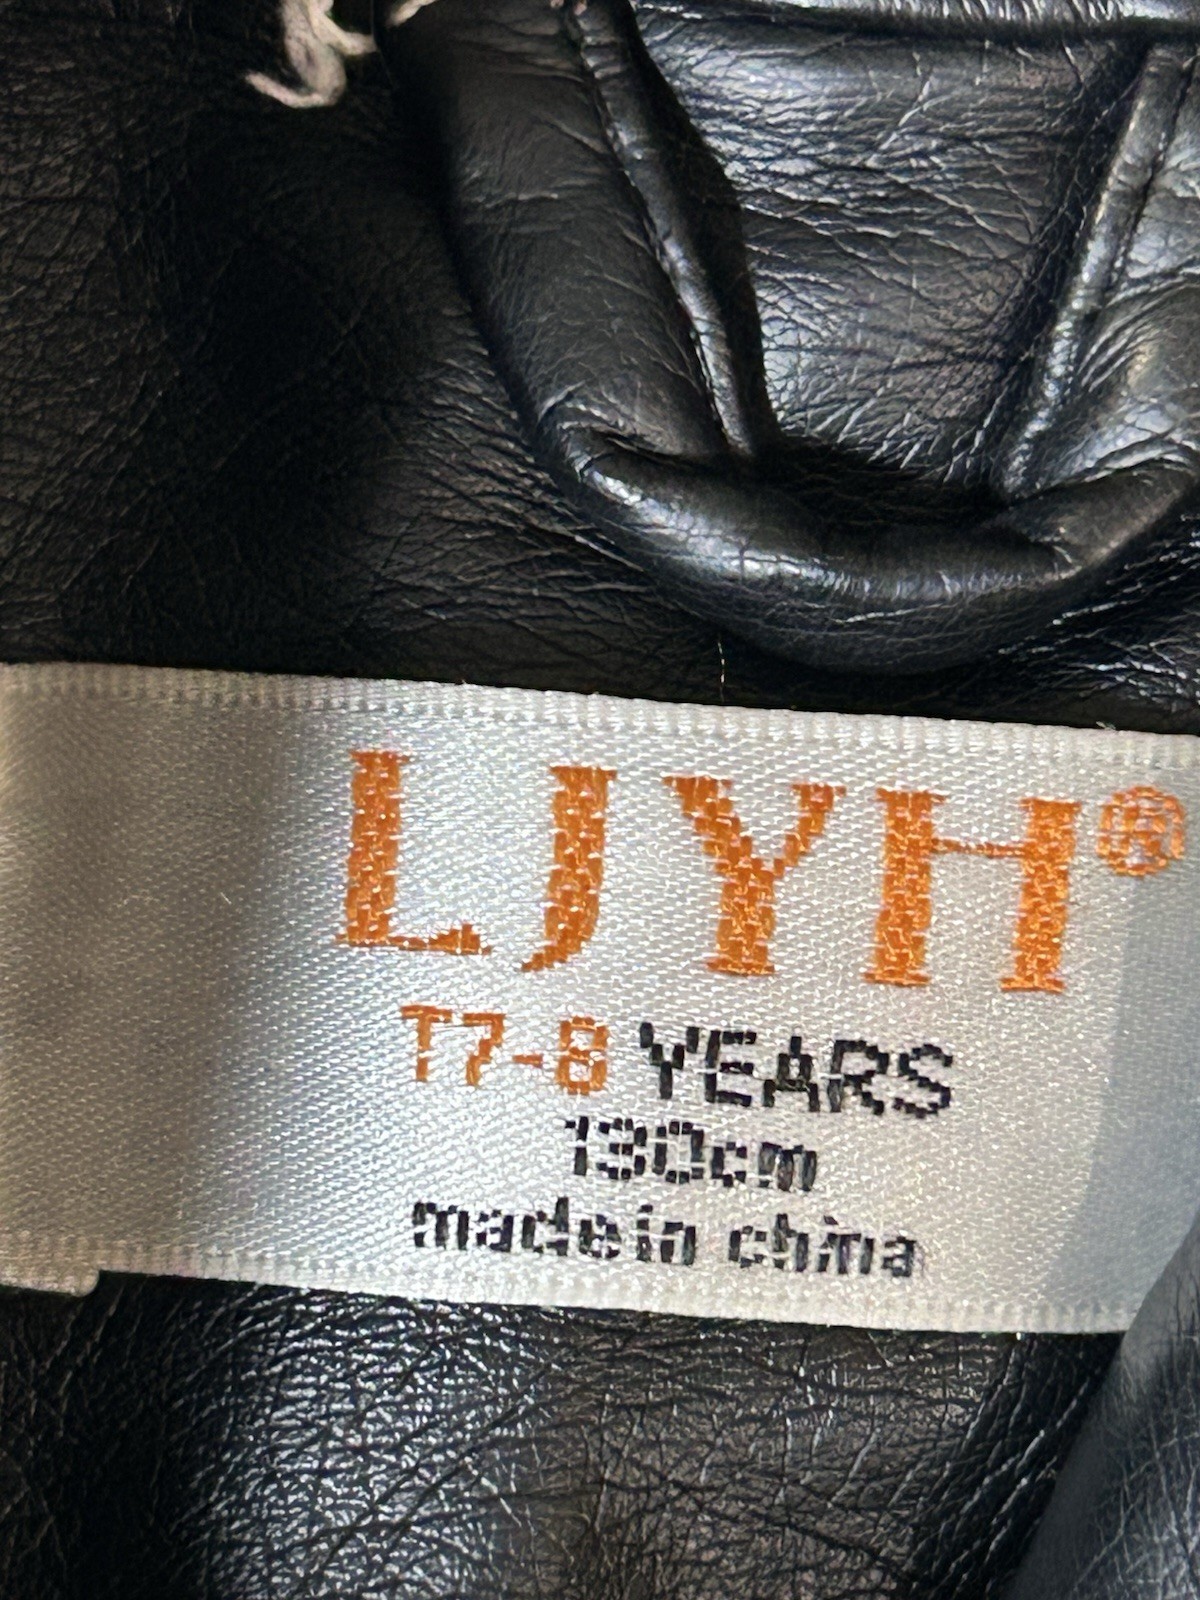 LJYH®
T7-8 YEARS
130cm
made in china